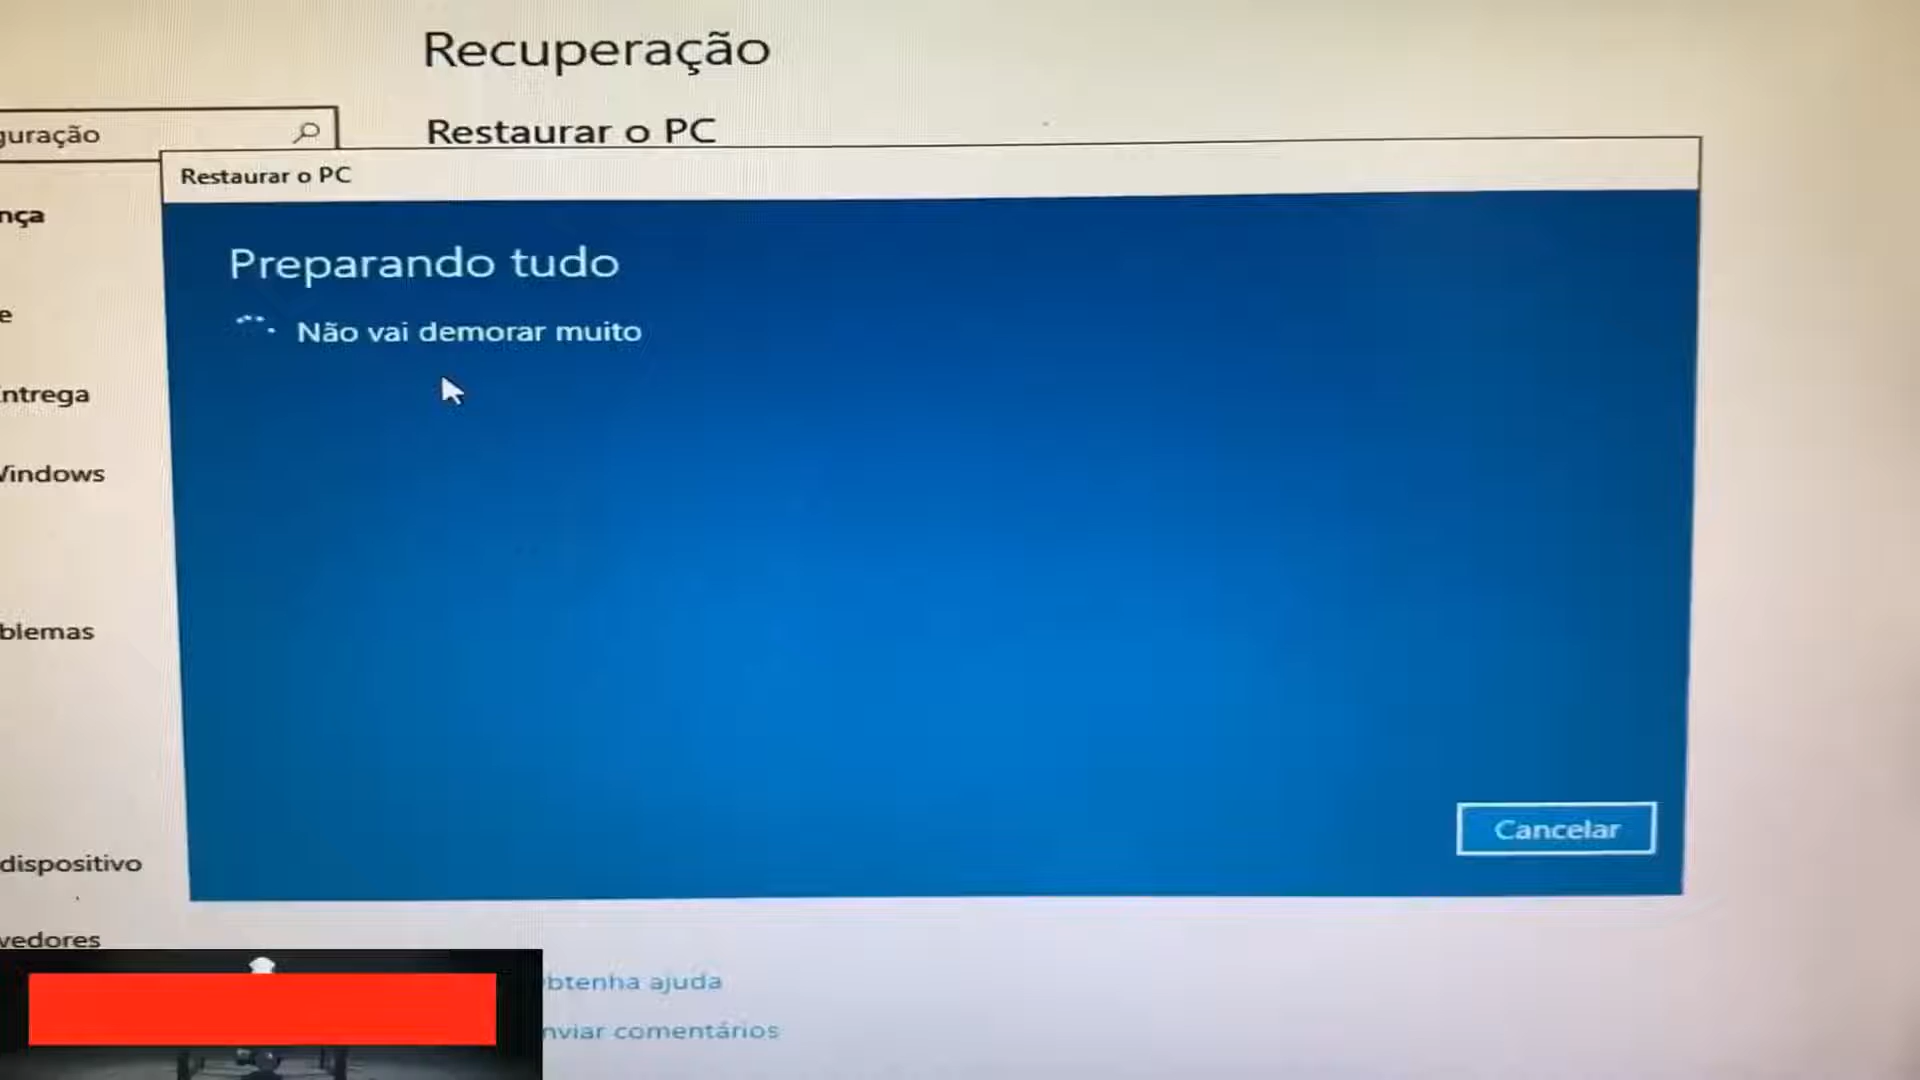 Recuperação
guração
Restaurar o PC
Restaurar o PC
nça
Preparando tudo
e
Não vai demorar muito
ntrega
Windows
blemas
Cancelar
dispositivo
vedores
btenha ajuda
nviar comentários